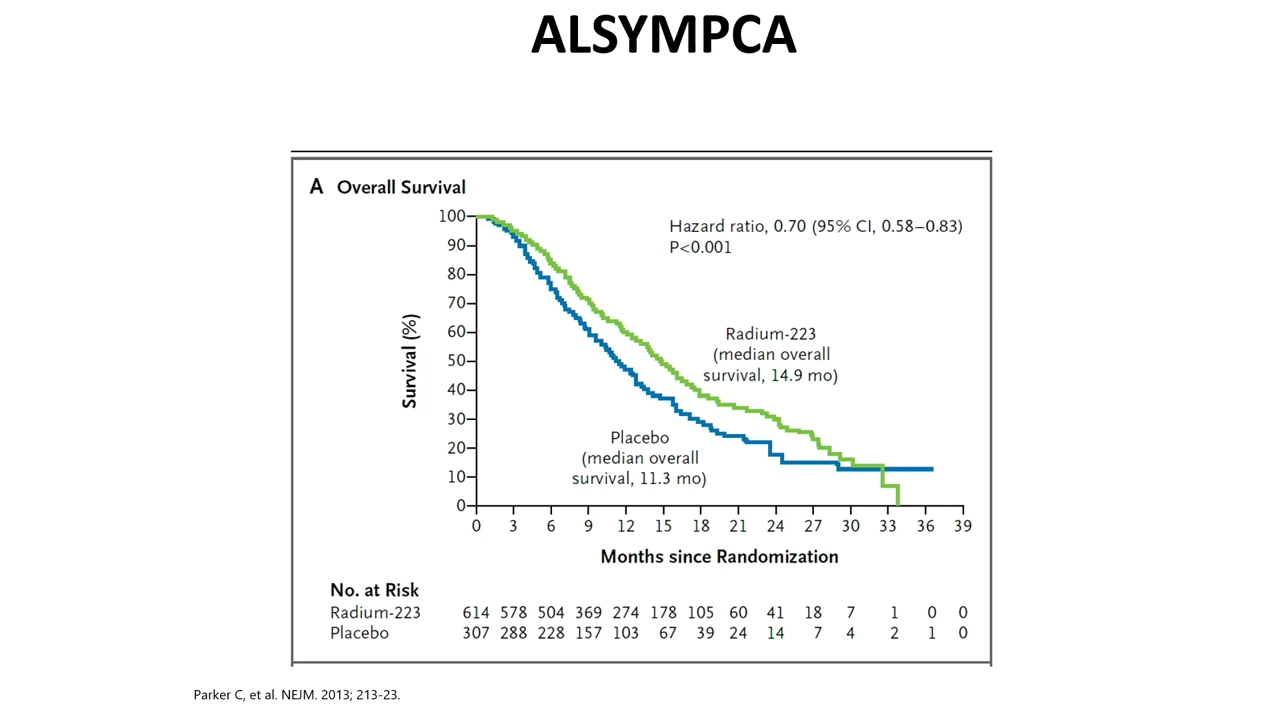 ALSYMPCA
A Overall Survival
Hazard ratio, 0.70 (95% CI, 0.58–0.83)
P<0.001
100
90
80
70
60
50
40
30
20
10
0
Survival (%)
Radium-223
(median overall
survival, 14.9 mo)
Placebo
(median overall
survival, 11.3 mo)
0 3 6 9 12 15 18 21 24 27 30 33 36 39
Months since Randomization
No. at Risk
Radium-223 614 578 504 369 274 178 105 60 41 18 7 1 0 0
Placebo 307 288 228 157 103 67 39 24 14 7 4 2 1 0
Parker C, et al. NEJM. 2013; 213-23.